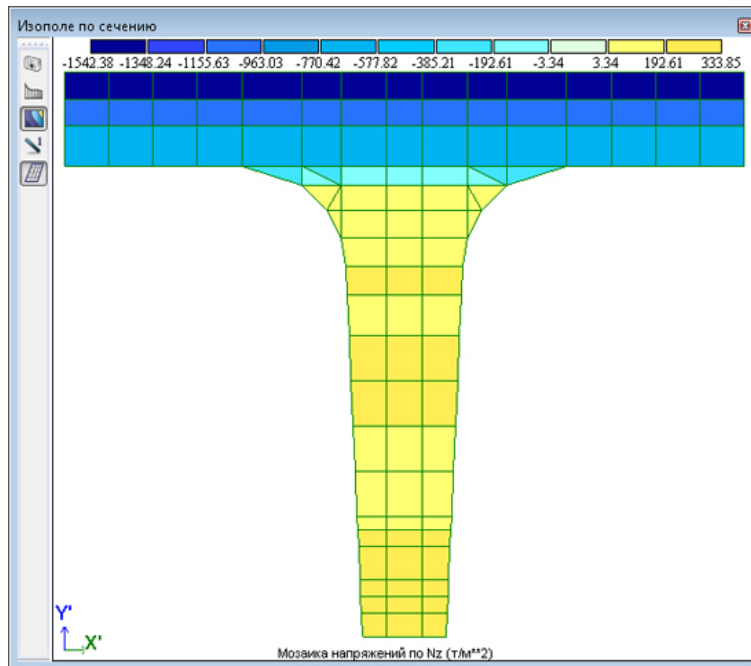 Изополе по сечению
-1542.38 -1348.24 -1155.63 -963.03 -770.42 -577.82 -385.21 -192.61 -3.34 3.34 192.61 333.85
Y'
X'
Мозаика напряжений по Nz (т/м**2)